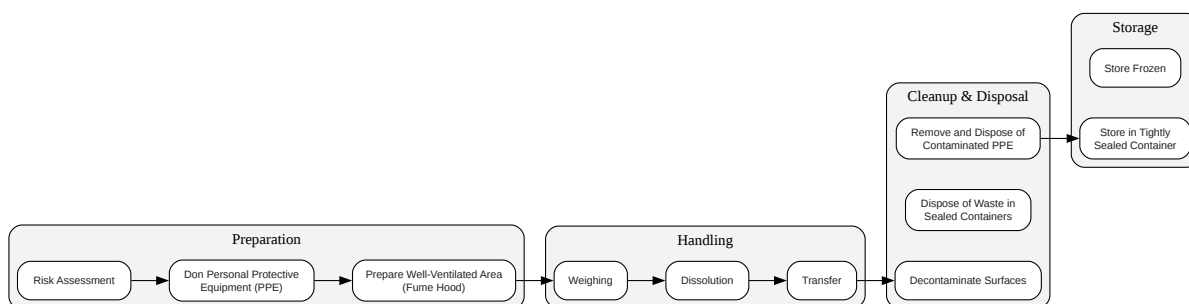 Preparation
Risk Assessment
Don Personal Protective
Equipment (PPE)
Prepare Well-Ventilated Area
(Fume Hood)
Handling
Weighing
Dissolution
Transfer
Cleanup & Disposal
Remove and Dispose of
Contaminated PPE
Dispose of Waste in
Sealed Containers
Decontaminate Surfaces
Storage
Store Frozen
Store in Tightly
Sealed Container